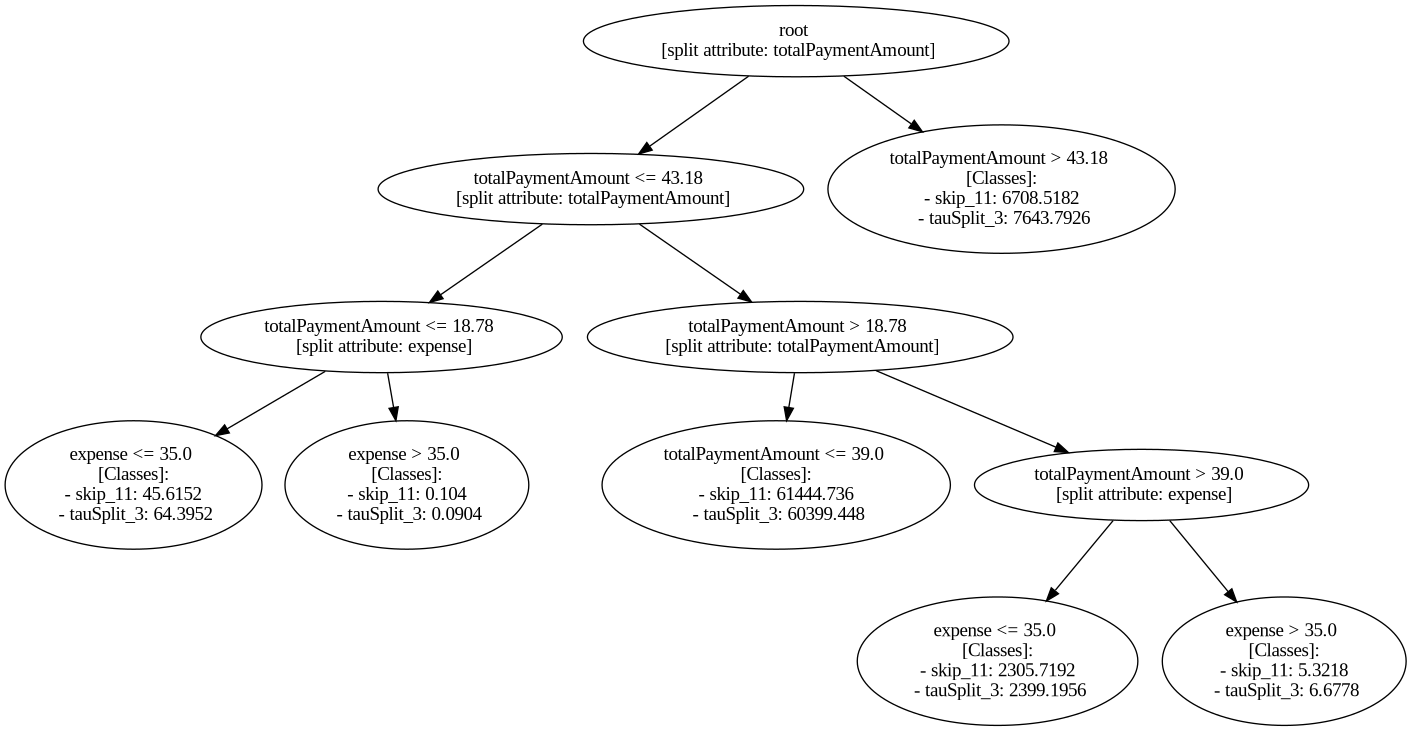 root
[split attribute: totalPaymentAmount]
totalPaymentAmount <= 43.18
[split attribute: totalPaymentAmount]
totalPaymentAmount > 43.18
[Classes]:
- skip_11: 6708.5182
- tauSplit_3: 7643.7926
totalPaymentAmount <= 18.78
[split attribute: expense]
totalPaymentAmount > 18.78
[split attribute: totalPaymentAmount]
expense <= 35.0
[Classes]:
- skip_11: 45.6152
- tauSplit_3: 64.3952
expense > 35.0
[Classes]:
- skip_11: 0.104
- tauSplit_3: 0.0904
totalPaymentAmount <= 39.0
[Classes]:
- skip_11: 61444.736
- tauSplit_3: 60399.448
totalPaymentAmount > 39.0
[split attribute: expense]
expense <= 35.0
[Classes]:
- skip_11: 2305.7192
- tauSplit_3: 2399.1956
expense > 35.0
[Classes]:
- skip_11: 5.3218
- tauSplit_3: 6.6778